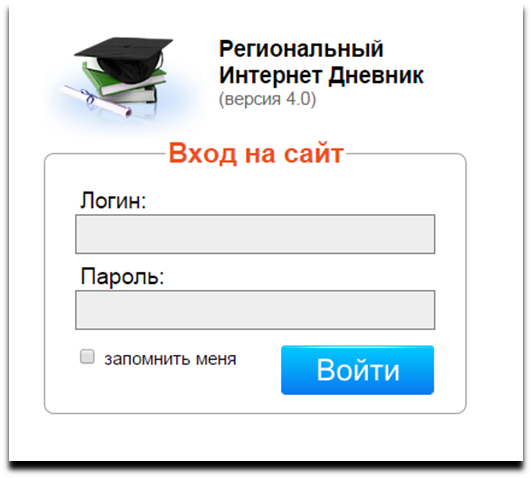 Региональный
Интернет Дневник
(версия 4.0)
Вход на сайт
Логин:
Пароль:
запомнить меня
Войти